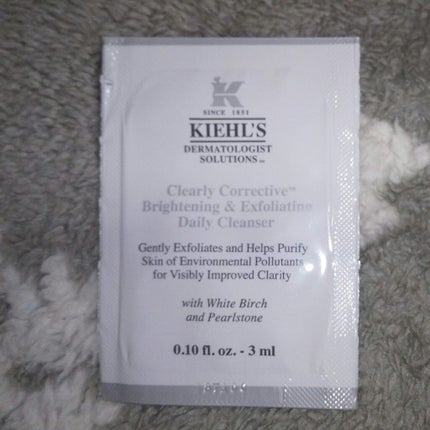 K
SINCE 1851
KIEHL'S
DERMATOLOGIST
SOLUTIONS™
Clearly Corrective™
Brightening & Exfoliating
Daily Cleanser
Gently Exfoliates and Helps Purify
Skin of Environmental Pollutants
for Visibly Improved Clarity
with White Birch
and Pearlstone
0.10 fl. oz. - 3 ml